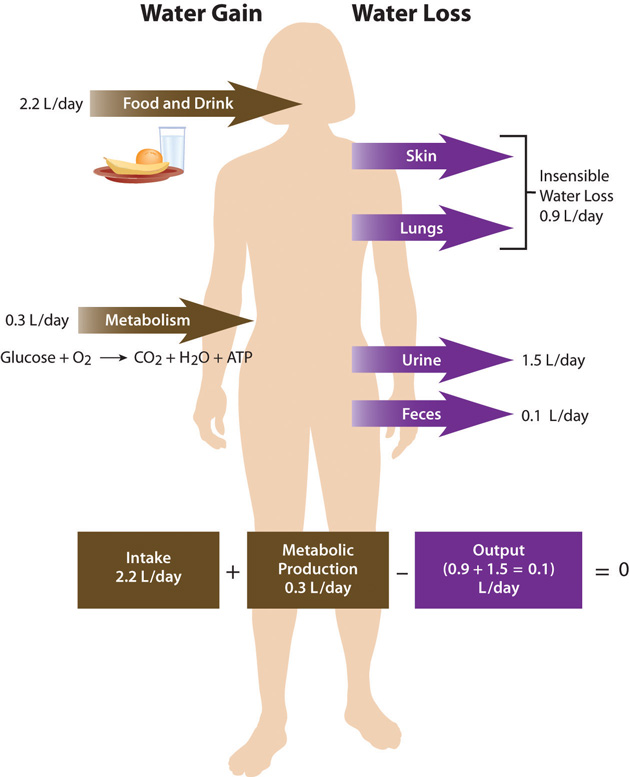 Water Gain
Water Loss
2.2 L/day
Food and Drink
Skin
Insensible
Water Loss
0.9 L/day
Lungs
0.3 L/day
Metabolism
Glucose + O2 ⟶ CO2 + H2O + ATP
Urine
1.5 L/day
Feces
0.1 L/day
Intake
2.2 L/day
+
Metabolic
Production
0.3 L/day
–
Output
(0.9 + 1.5 = 0.1)
L/day
= 0